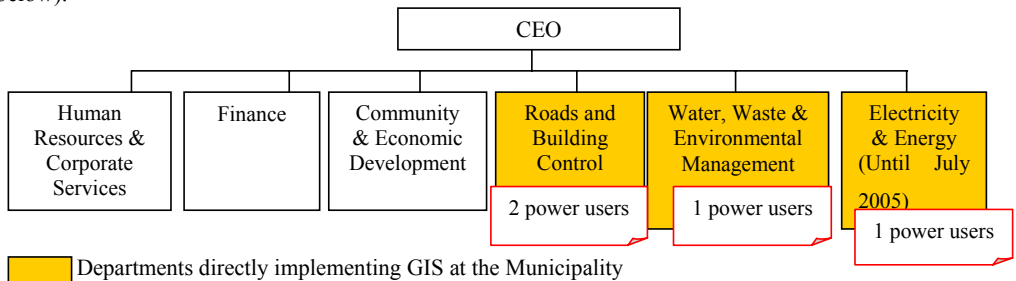 below).
CEO
Human
Resources &
Corporate
Services
Finance
Community
& Economic
Development
Roads and
Building
Control
2 power users
Water, Waste &
Environmental
Management
1 power users
Electricity
& Energy
(Until July
2005)
1 power users
Departments directly implementing GIS at the Municipality